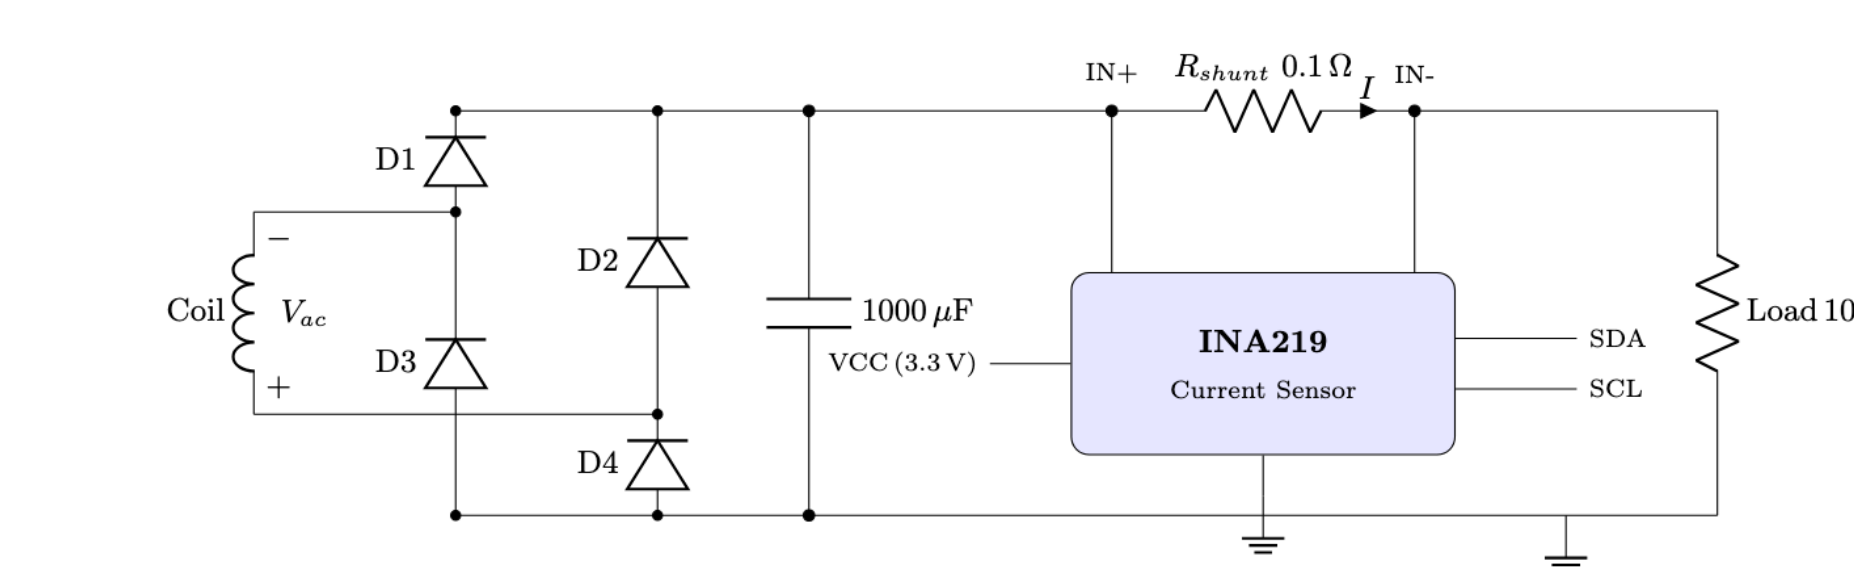 IN+
R_shunt 0.1 Ω
I
IN-
D1
D2
D3
D4
Coil
−
V_ac
+
1000 μF
VCC (3.3 V)
INA219
Current Sensor
SDA
SCL
Load 10